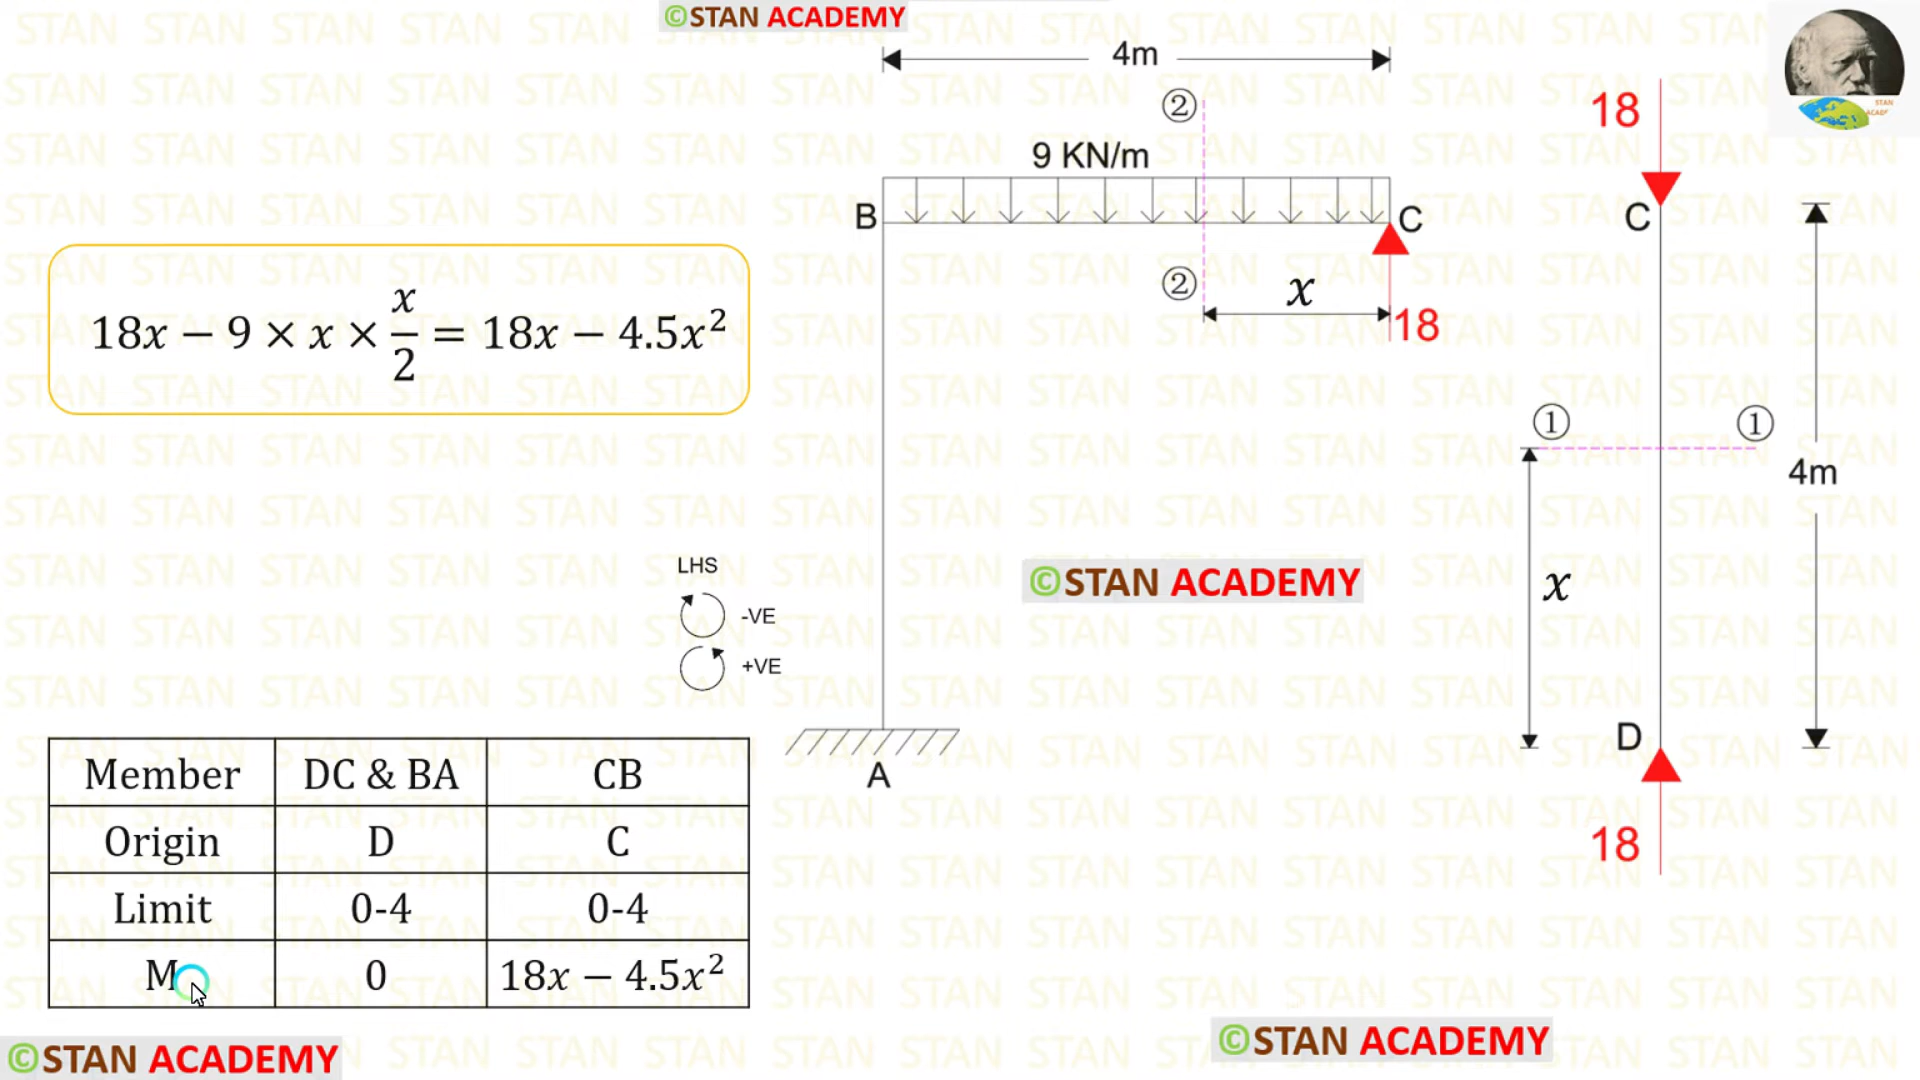 ©STAN ACADEMY
4m
②
18
STAN
ACADF
9 KN/m
B
C
C
18x − 9 × x × x/2 = 18x − 4.5x²
②
x
18
①
①
4m
LHS
-VE
+VE
©STAN ACADEMY
x
D
A
18
Member DC & BA CB
Origin D C
Limit 0-4 0-4
M 0 18x − 4.5x²
©STAN ACADEMY
©STAN ACADEMY